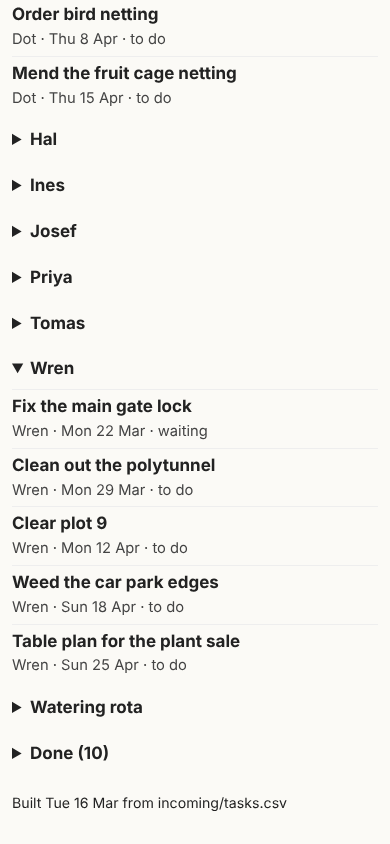 Order bird netting
Dot · Thu 8 Apr · to do
Mend the fruit cage netting
Dot · Thu 15 Apr · to do
Hal
Ines
Josef
Priya
Tomas
Wren
Fix the main gate lock
Wren · Mon 22 Mar · waiting
Clean out the polytunnel
Wren · Mon 29 Mar · to do
Clear plot 9
Wren · Mon 12 Apr · to do
Weed the car park edges
Wren · Sun 18 Apr · to do
Table plan for the plant sale
Wren · Sun 25 Apr · to do
Watering rota
Done (10)
Built Tue 16 Mar from incoming/tasks.csv